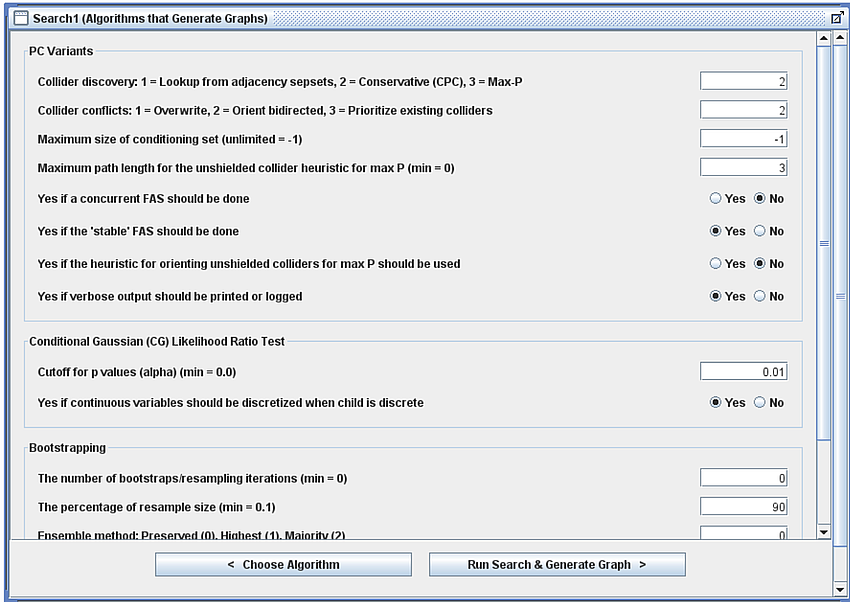 Search1 (Algorithms that Generate Graphs)
PC Variants
Collider discovery: 1 = Lookup from adjacency sepsets, 2 = Conservative (CPC), 3 = Max-P 2
Collider conflicts: 1 = Overwrite, 2 = Orient bidirected, 3 = Prioritize existing colliders 2
Maximum size of conditioning set (unlimited = -1) -1
Maximum path length for the unshielded collider heuristic for max P (min = 0) 3
Yes if a concurrent FAS should be done Yes No
Yes if the 'stable' FAS should be done Yes No
Yes if the heuristic for orienting unshielded colliders for max P should be used Yes No
Yes if verbose output should be printed or logged Yes No
Conditional Gaussian (CG) Likelihood Ratio Test
Cutoff for p values (alpha) (min = 0.0) 0.01
Yes if continuous variables should be discretized when child is discrete Yes No
Bootstrapping
The number of bootstraps/resampling iterations (min = 0) 0
The percentage of resample size (min = 0.1) 90
Ensemble method: Preserved (0), Highest (1), Majority (2) 0
< Choose Algorithm Run Search & Generate Graph >